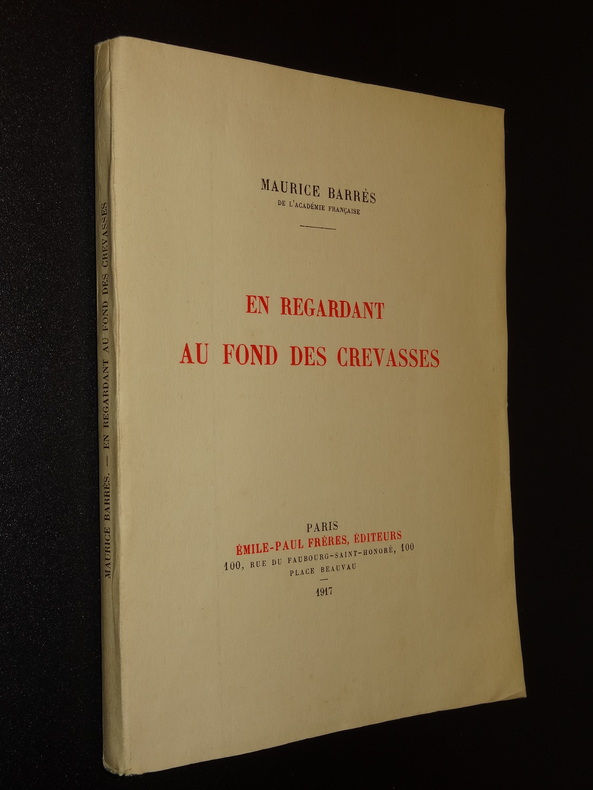 MAURICE BARRÈS. — EN REGARDANT AU FOND DES CREVASSES
MAURICE BARRÈS
DE L'ACADÉMIE FRANÇAISE
EN REGARDANT
AU FOND DES CREVASSES
PARIS
ÉMILE-PAUL FRÈRES, ÉDITEURS
100, RUE DU FAUBOURG-SAINT-HONORÉ, 100
PLACE BEAUVAU
1917